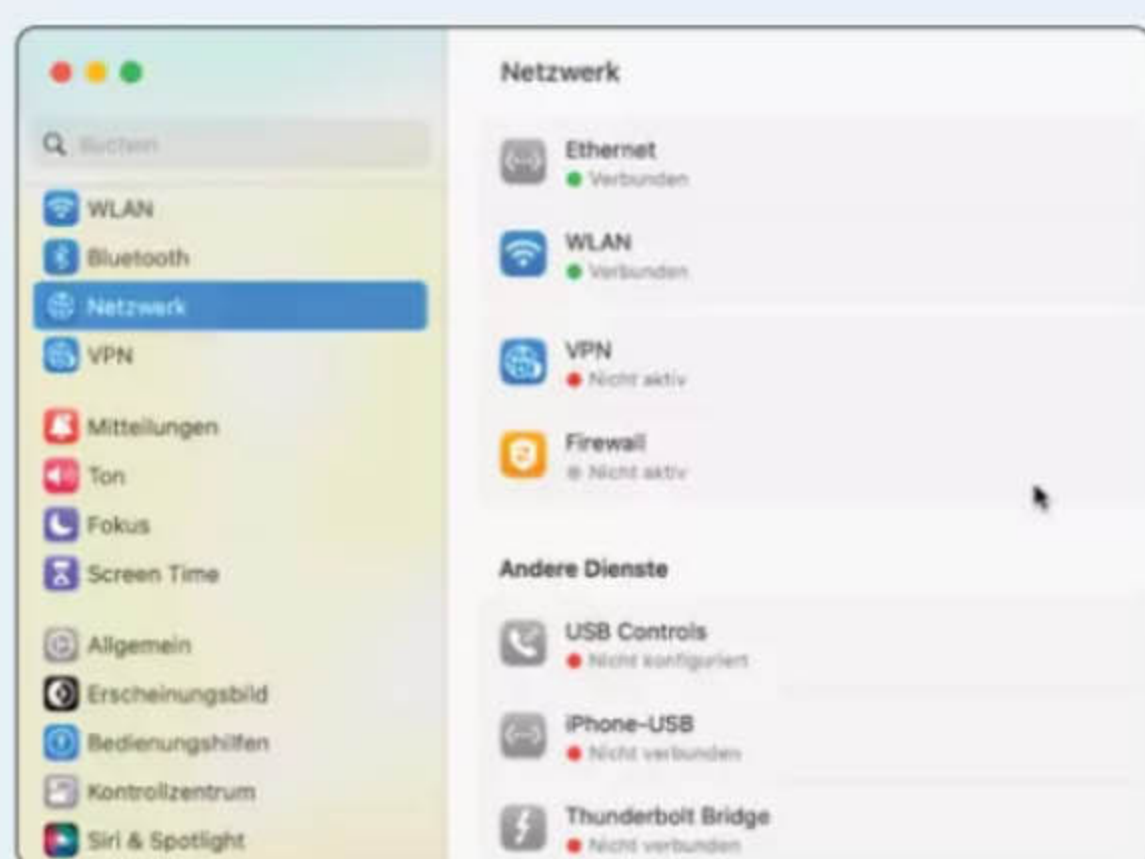 Netzwerk
Suchen
WLAN
Bluetooth
Netzwerk
VPN
Mitteilungen
Ton
Fokus
Screen Time
Allgemein
Erscheinungsbild
Bedienungshilfen
Kontrollzentrum
Siri & Spotlight
Ethernet
Verbunden
WLAN
Verbunden
VPN
Nicht aktiv
Firewall
Nicht aktiv
Andere Dienste
USB Controls
Nicht konfiguriert
iPhone-USB
Nicht verbunden
Thunderbolt Bridge
Nicht verbunden